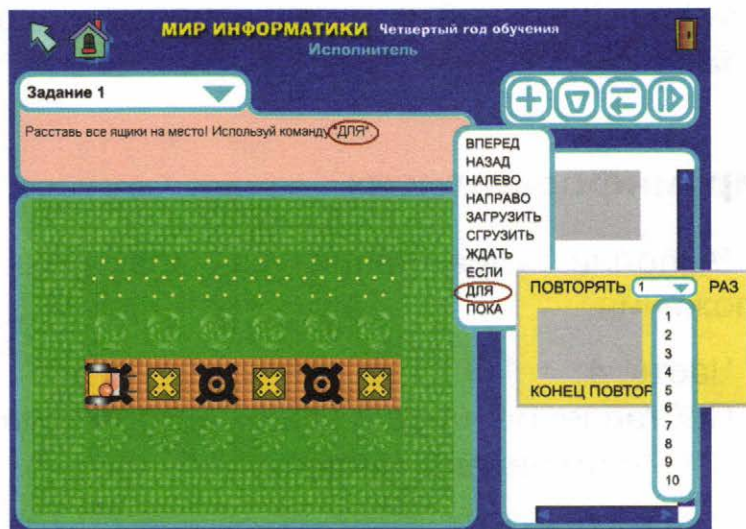 МИР ИНФОРМАТИКИ Четвертый год обучения
Исполнитель
Задание 1
Расставь все ящики на место! Используй команду "ДЛЯ".
ВПЕРЕД
НАЗАД
НАЛЕВО
НАПРАВО
ЗАГРУЗИТЬ
СГРУЗИТЬ
ЖДАТЬ
ЕСЛИ
ДЛЯ
ПОКА
ПОВТОРЯТЬ 1 РАЗ
1
2
3
4
5
6
7
8
9
10
КОНЕЦ ПОВТОР